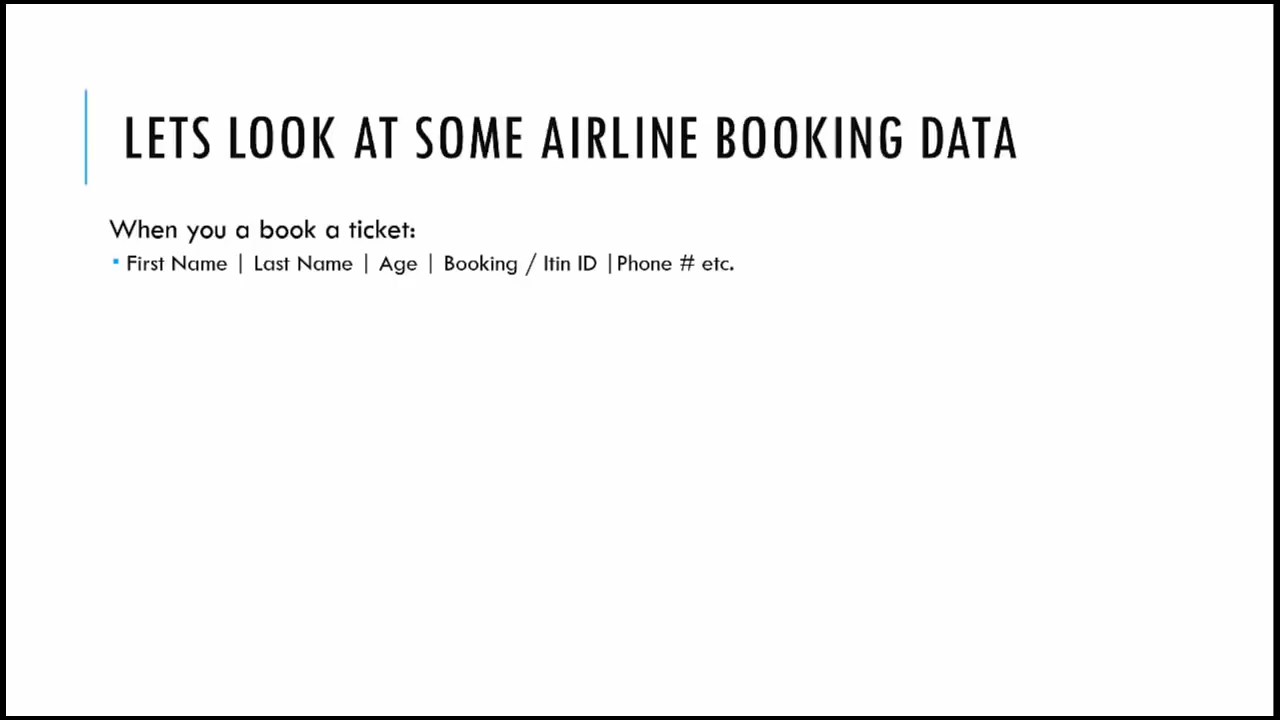 LETS LOOK AT SOME AIRLINE BOOKING DATA
When you a book a ticket:
▪ First Name | Last Name | Age | Booking / Itin ID |Phone # etc.